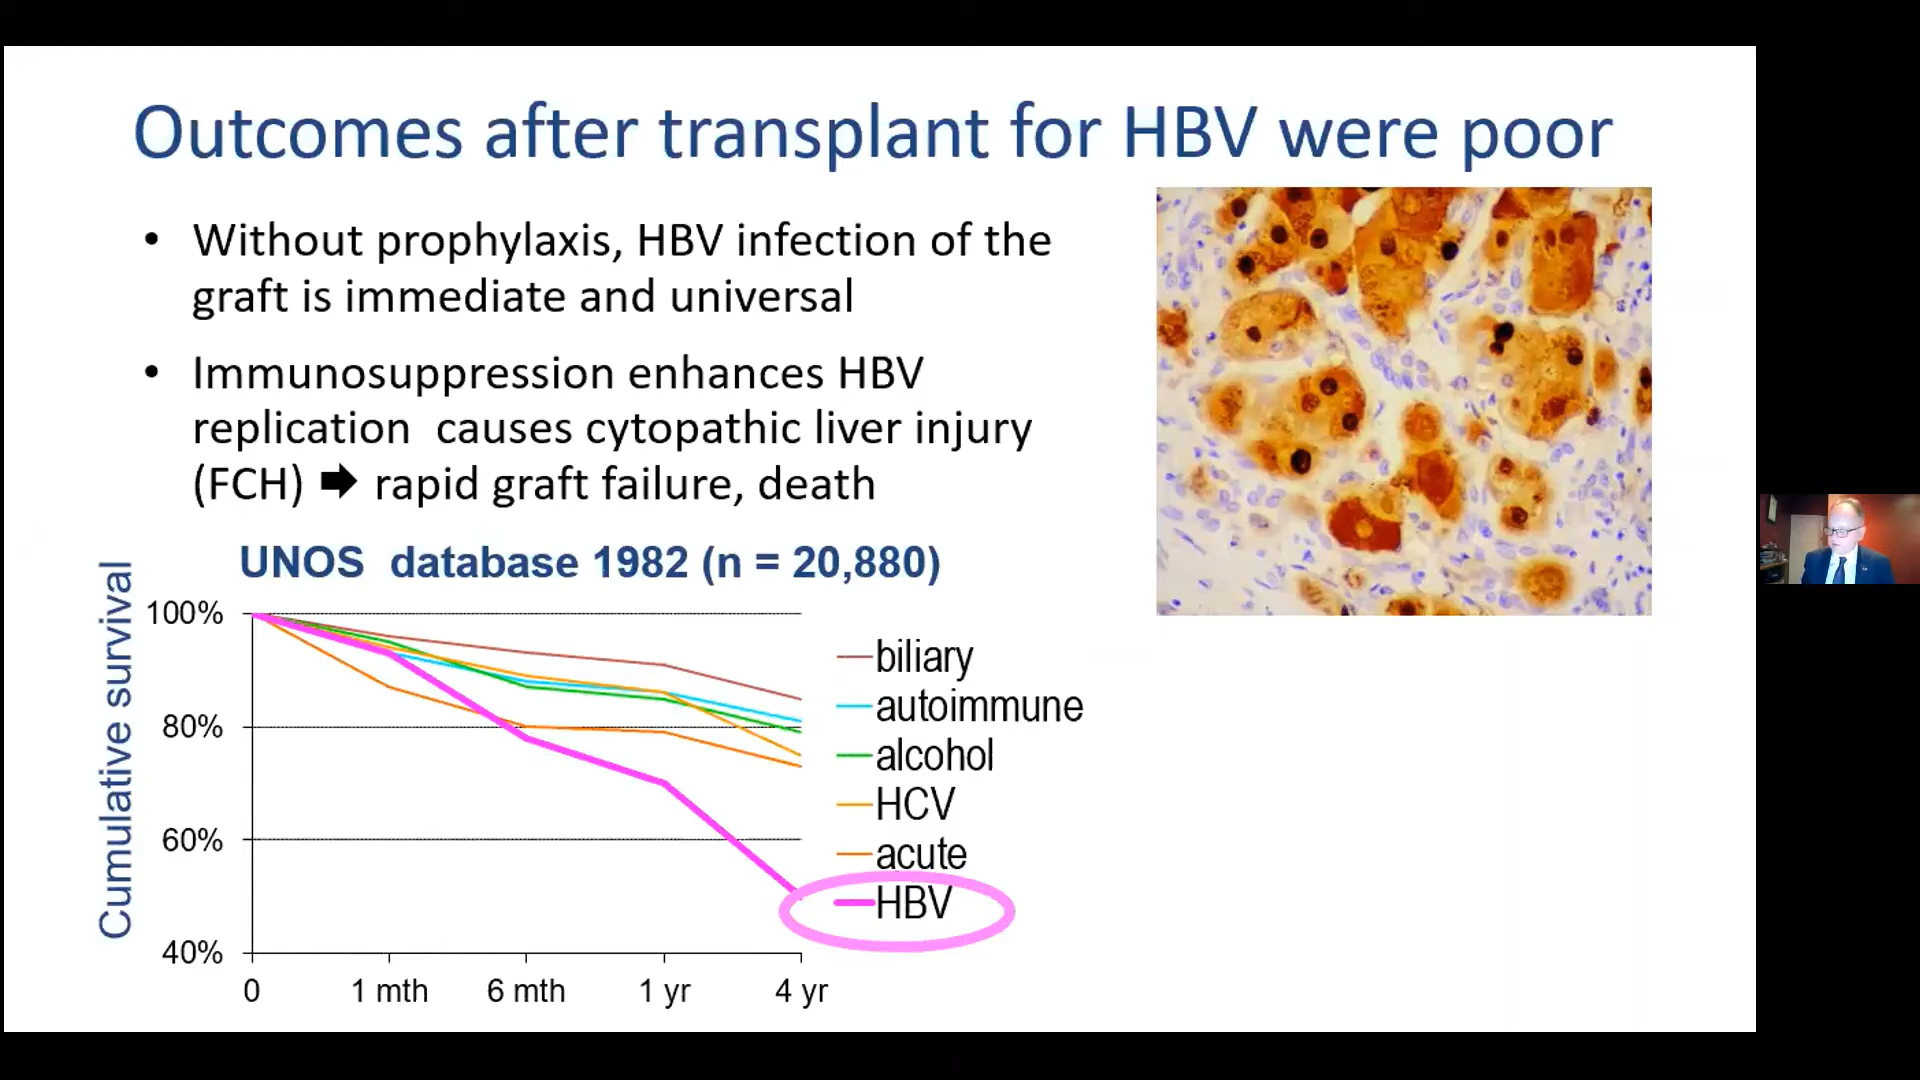 Outcomes after transplant for HBV were poor
• Without prophylaxis, HBV infection of the
graft is immediate and universal
• Immunosuppression enhances HBV
replication causes cytopathic liver injury
(FCH) 🡆 rapid graft failure, death
UNOS database 1982 (n = 20,880)
Cumulative survival
100%
80%
60%
40%
0 1 mth 6 mth 1 yr 4 yr
biliary
autoimmune
alcohol
HCV
acute
HBV